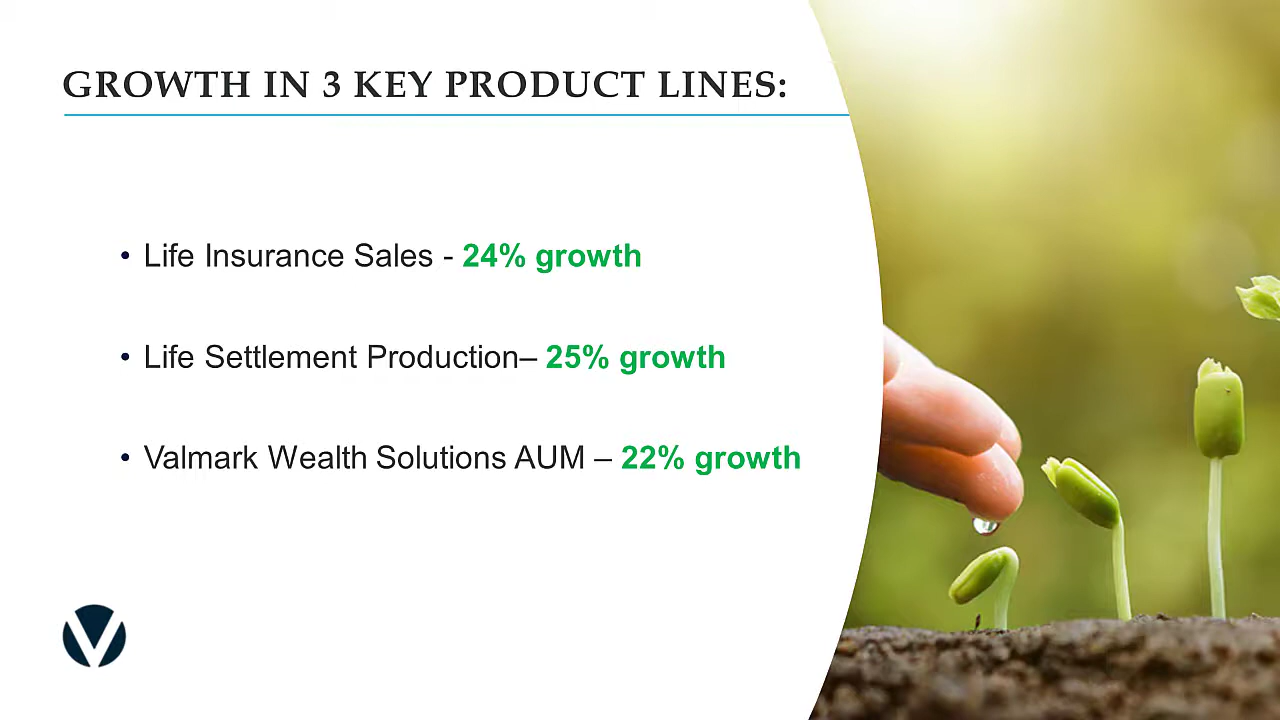 GROWTH IN 3 KEY PRODUCT LINES:
• Life Insurance Sales - 24% growth
• Life Settlement Production– 25% growth
• Valmark Wealth Solutions AUM – 22% growth
V